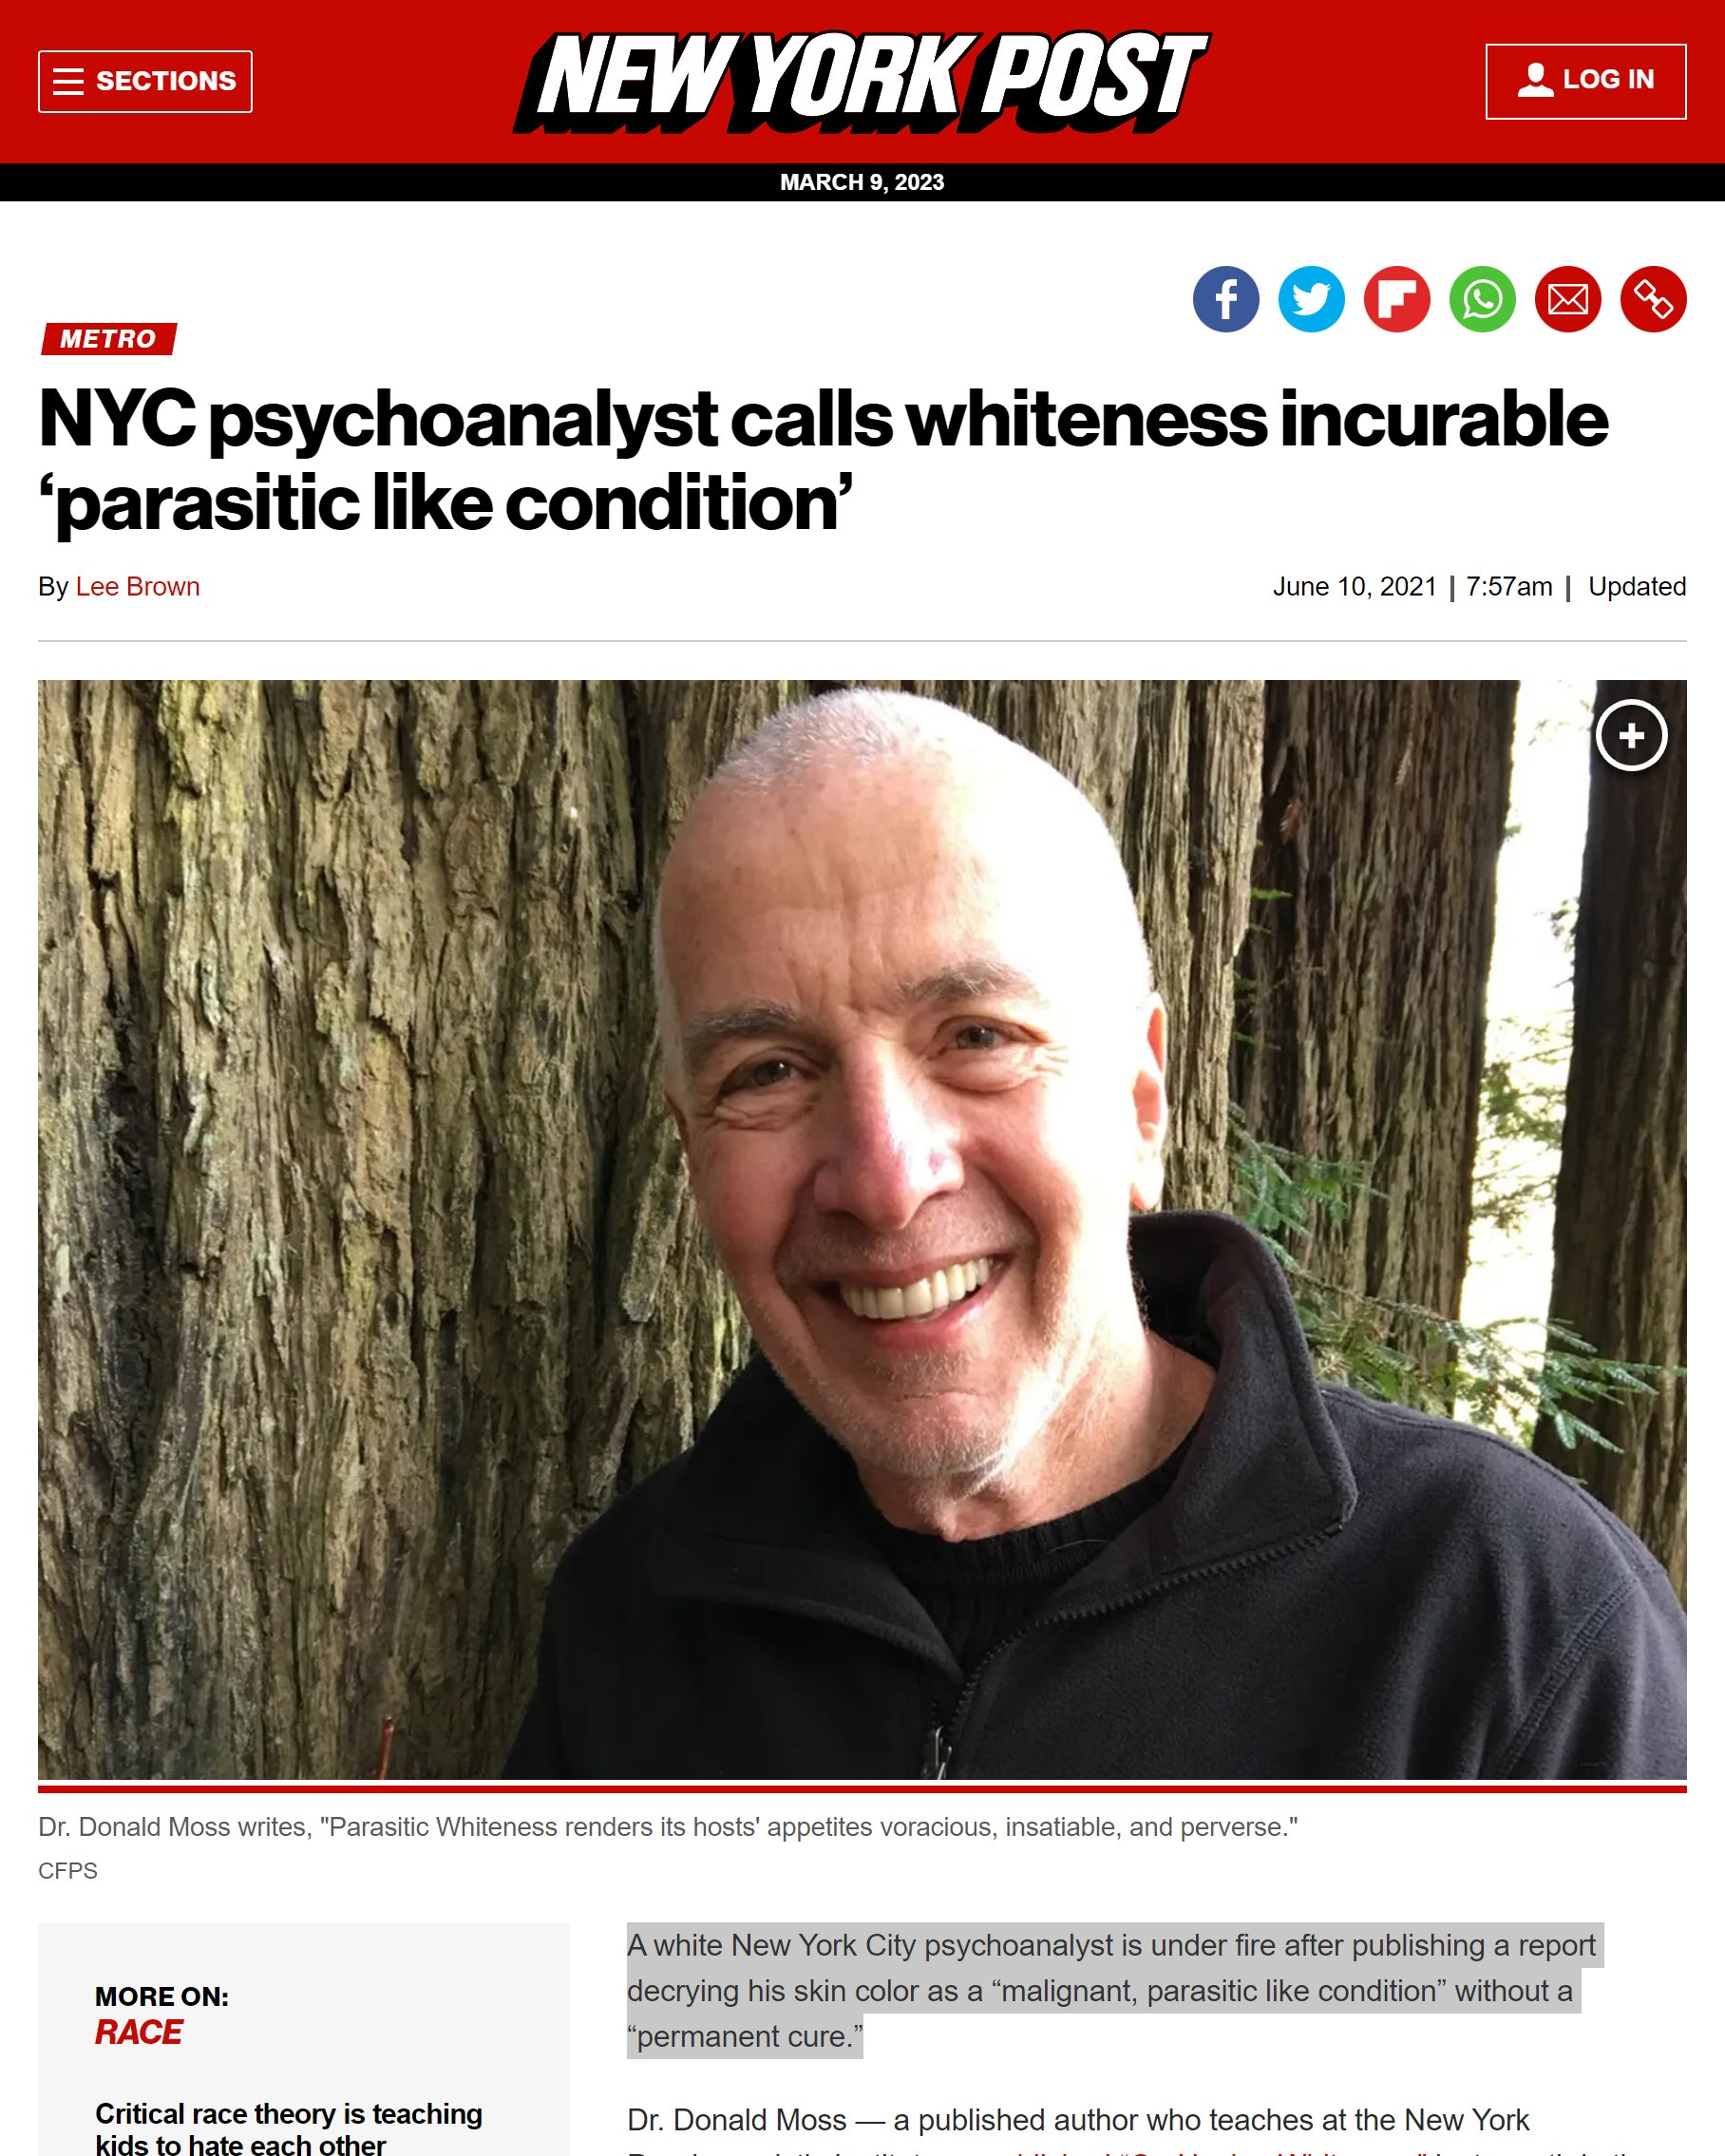 SECTIONS
NEW YORK POST
LOG IN
MARCH 9, 2023
METRO
NYC psychoanalyst calls whiteness incurable
‘parasitic like condition’
By Lee Brown
June 10, 2021 | 7:57am | Updated
Dr. Donald Moss writes, "Parasitic Whiteness renders its hosts' appetites voracious, insatiable, and perverse."
CFPS
MORE ON:
RACE
Critical race theory is teaching
kids to hate each other
A white New York City psychoanalyst is under fire after publishing a report
decrying his skin color as a “malignant, parasitic like condition” without a
“permanent cure.”
Dr. Donald Moss — a published author who teaches at the New York